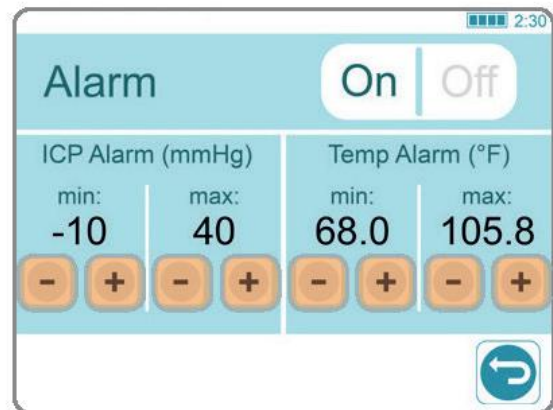 2:30
Alarm On Off
ICP Alarm (mmHg) Temp Alarm (°F)
min: max: min: max:
-10 40 68.0 105.8
- + - + - + - +